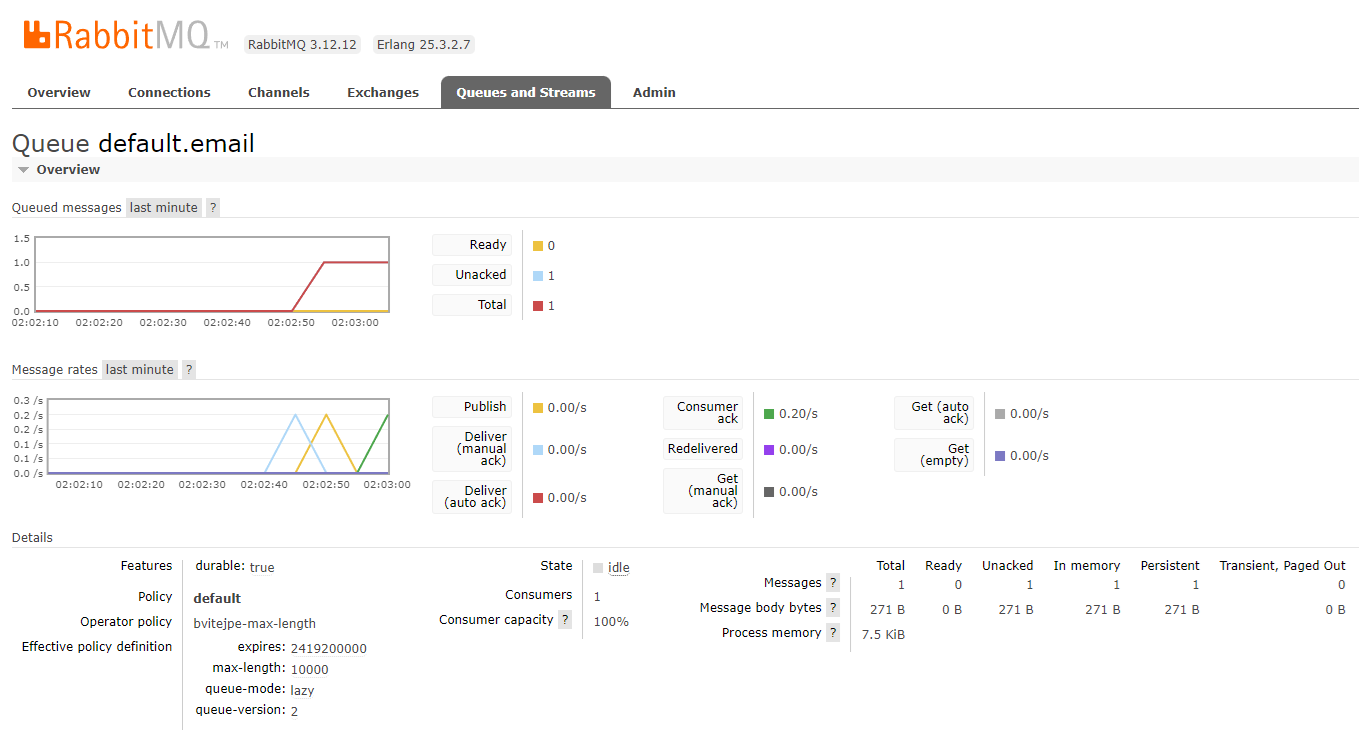 RabbitMQ TM RabbitMQ 3.12.12 Erlang 25.3.2.7
Overview Connections Channels Exchanges Queues and Streams Admin
Queue default.email
Overview
Queued messages last minute ?
1.5
1.0
0.5
0.0
02:02:10 02:02:20 02:02:30 02:02:40 02:02:50 02:03:00
Ready 0
Unacked 1
Total 1
Message rates last minute ?
0.3 /s
0.2 /s
0.2 /s
0.1 /s
0.1 /s
0.0 /s
02:02:10 02:02:20 02:02:30 02:02:40 02:02:50 02:03:00
Publish 0.00/s
Deliver
(manual
ack) 0.00/s
Deliver
(auto ack) 0.00/s
Consumer
ack 0.20/s
Redelivered 0.00/s
Get
(manual
ack) 0.00/s
Get (auto
ack) 0.00/s
Get
(empty) 0.00/s
Details
Features durable: true
Policy default
Operator policy bvitejpe-max-length
Effective policy definition expires: 2419200000
max-length: 10000
queue-mode: lazy
queue-version: 2
State idle
Consumers 1
Consumer capacity ? 100%
Total Ready Unacked In memory Persistent Transient, Paged Out
Messages ? 1 0 1 1 1 0
Message body bytes ? 271 B 0 B 271 B 271 B 271 B 0 B
Process memory ? 7.5 KiB